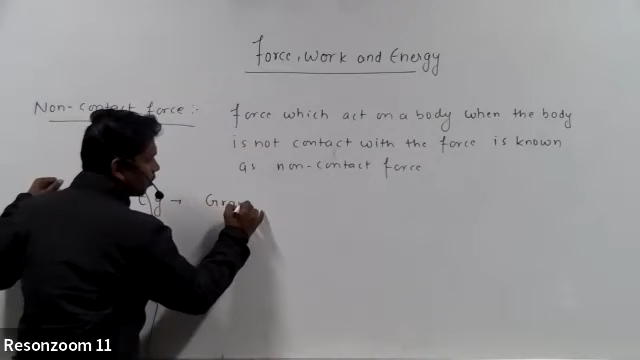 Force, Work and Energy
Non-contact force :- Force which act on a body when the body
is not contact with the force is known
as non-contact force
→ Gra
Resonzoom 11